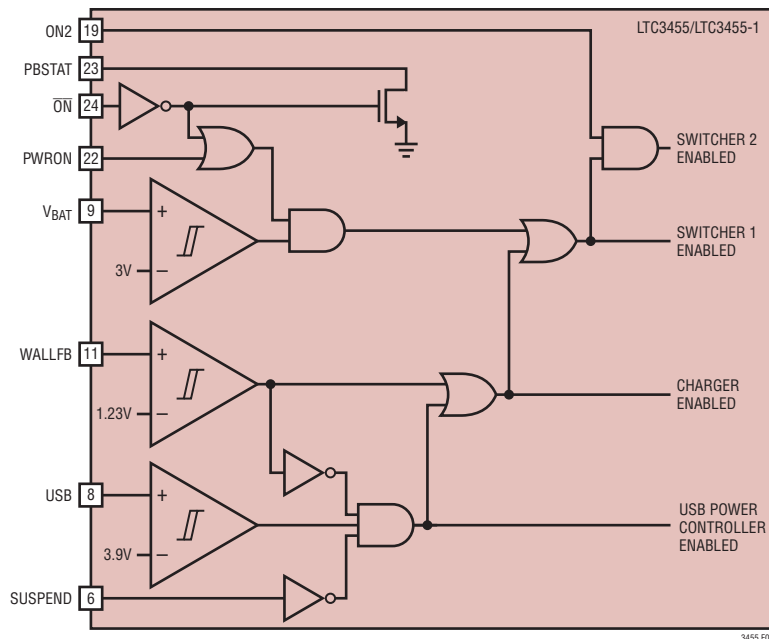 LTC3455/LTC3455-1
ON2 19
PBSTAT 23
ON 24
PWRON 22
SWITCHER 2
ENABLED
VBAT 9
+
3V –
SWITCHER 1
ENABLED
WALLFB 11
+
1.23V –
CHARGER
ENABLED
USB 8
+
3.9V –
USB POWER
CONTROLLER
ENABLED
SUSPEND 6